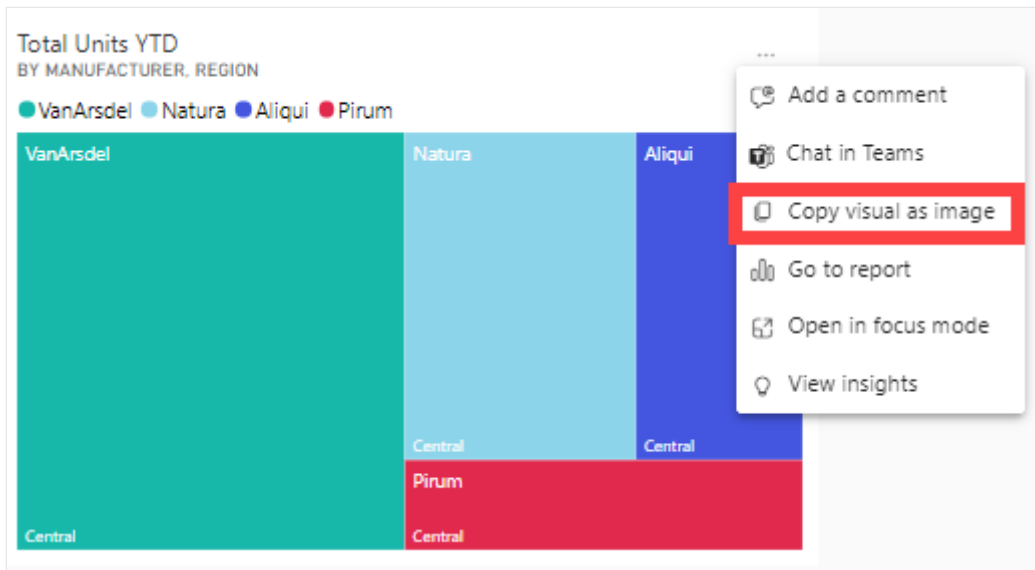 Total Units YTD
BY MANUFACTURER, REGION
VanArsdel Natura Aliqui Pirum
VanArsdel
Central
Natura
Central
Aliqui
Central
Pirum
Central
...
Add a comment
Chat in Teams
Copy visual as image
Go to report
Open in focus mode
View insights